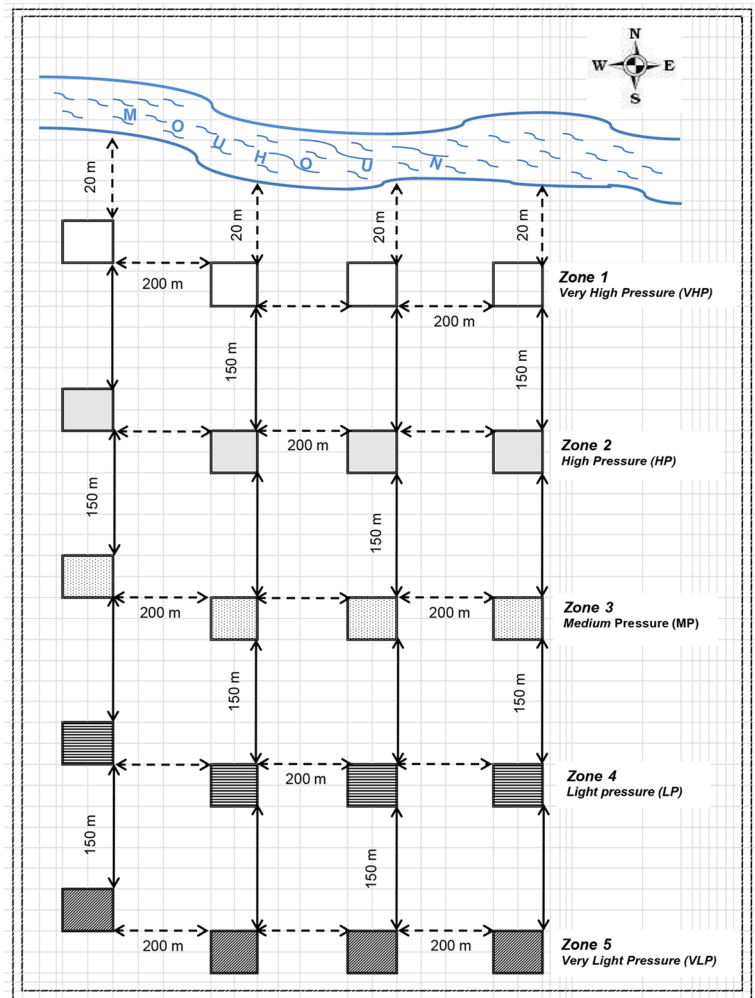 N
W E
S
MOUHOUN
20 m
20 m
20 m
20 m
200 m
Zone 1
Very High Pressure (VHP)
200 m
150 m
150 m
200 m
Zone 2
High Pressure (HP)
150 m
150 m
200 m
200 m
Zone 3
Medium Pressure (MP)
150 m
150 m
200 m
Zone 4
Light pressure (LP)
150 m
150 m
200 m
200 m
Zone 5
Very Light Pressure (VLP)